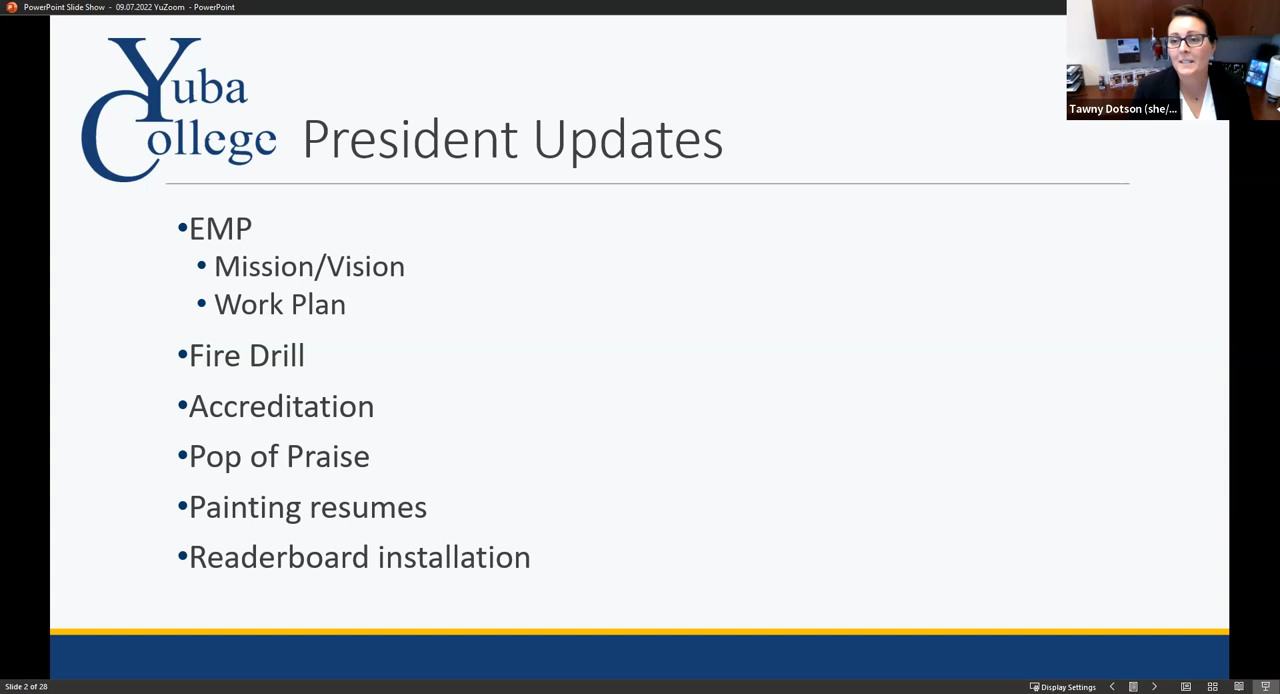 PowerPoint Slide Show - 09.07.2022 YuZoom - PowerPoint
Tawny Dotson (she/...
Yuba
College
President Updates
•EMP
• Mission/Vision
• Work Plan
•Fire Drill
•Accreditation
•Pop of Praise
•Painting resumes
•Readerboard installation
Slide 2 of 28
Display Settings